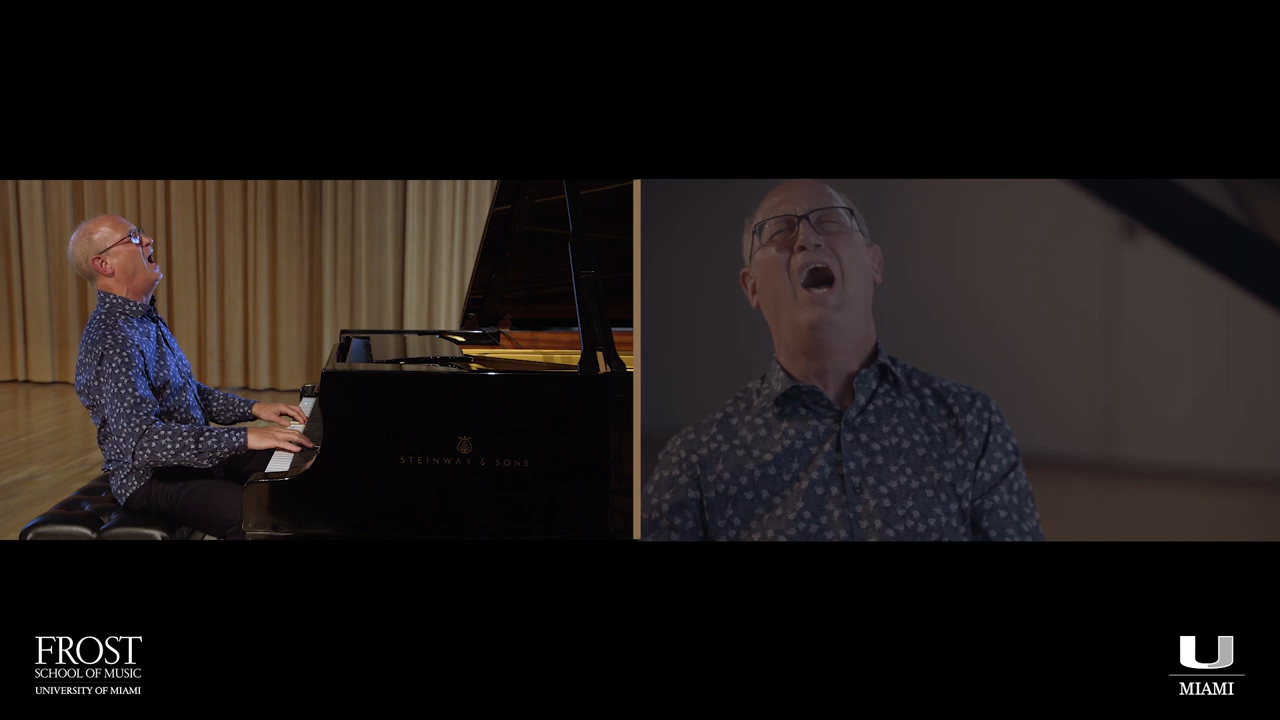 STEINWAY & SONS
FROST
SCHOOL OF MUSIC
UNIVERSITY OF MIAMI
U
MIAMI